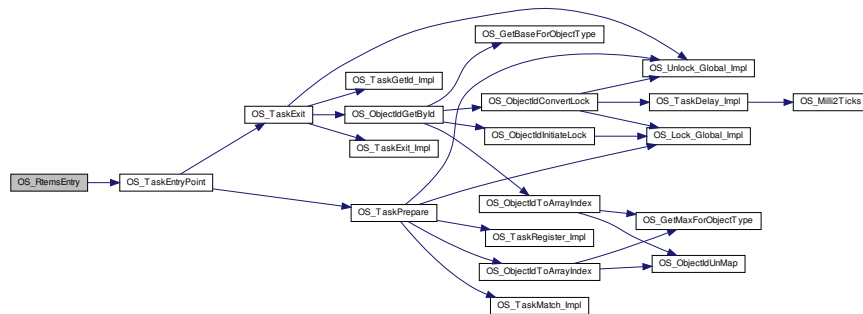 OS_GetBaseForObjectType
OS_Unlock_Global_Impl
OS_TaskGetId_Impl
OS_ObjectIdConvertLock
OS_TaskDelay_Impl
OS_Milli2Ticks
OS_TaskExit
OS_ObjectIdGetById
OS_ObjectIdInitiateLock
OS_Lock_Global_Impl
OS_TaskExit_Impl
OS_RtemsEntry
OS_TaskEntryPoint
OS_ObjectIdToArrayIndex
OS_TaskPrepare
OS_GetMaxForObjectType
OS_TaskRegister_Impl
OS_ObjectIdUnMap
OS_ObjectIdToArrayIndex
OS_TaskMatch_Impl